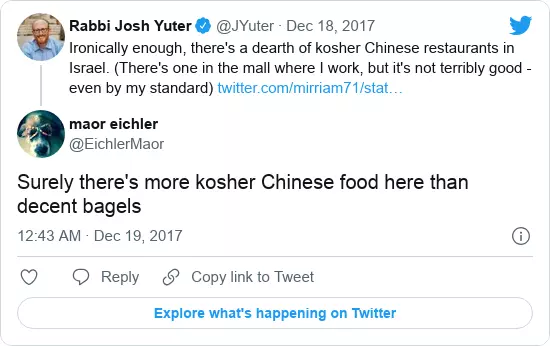 Rabbi Josh Yuter @JYuter · Dec 18, 2017
Ironically enough, there's a dearth of kosher Chinese restaurants in
Israel. (There's one in the mall where I work, but it's not terribly good -
even by my standard) twitter.com/mirriam71/stat…
maor eichler
@EichlerMaor
Surely there's more kosher Chinese food here than
decent bagels
12:43 AM · Dec 19, 2017
Reply
Copy link to Tweet
Explore what's happening on Twitter